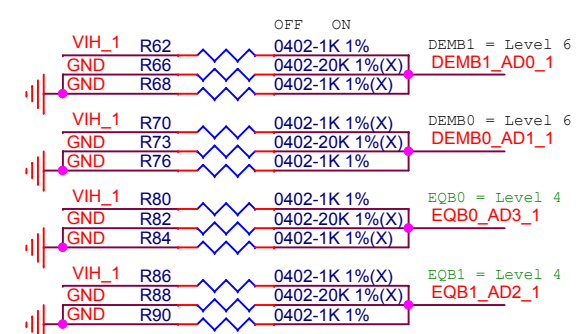 OFF ON
VIH_1 R62 0402-1K 1% DEMB1 = Level 6
GND R66 0402-20K 1%(X) DEMB1_AD0_1
GND R68 0402-1K 1%(X)
VIH_1 R70 0402-1K 1%(X) DEMB0 = Level 6
GND R73 0402-20K 1%(X) DEMB0_AD1_1
GND R76 0402-1K 1%
VIH_1 R80 0402-1K 1% EQB0 = Level 4
GND R82 0402-20K 1%(X) EQB0_AD3_1
GND R84 0402-1K 1%(X)
VIH_1 R86 0402-1K 1%(X) EQB1 = Level 4
GND R88 0402-20K 1%(X) EQB1_AD2_1
GND R90 0402-1K 1%